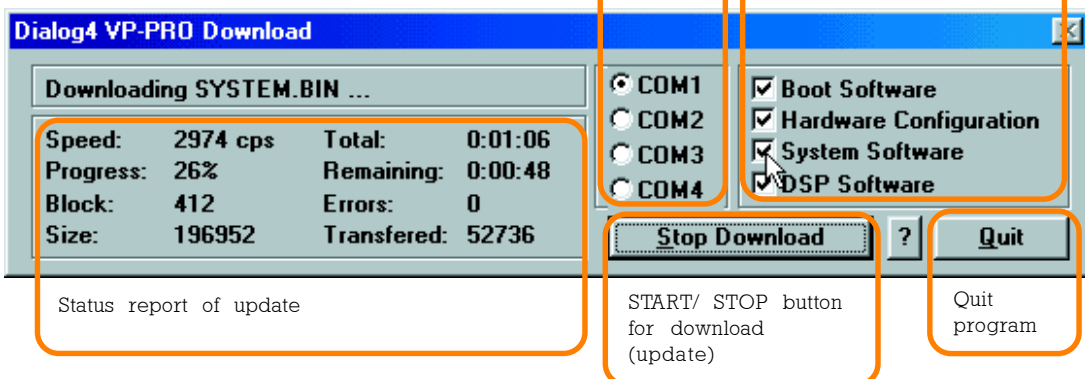 Dialog4 VP-PRO Download
Downloading SYSTEM.BIN ...
Speed: 2974 cps Total: 0:01:06
Progress: 26% Remaining: 0:00:48
Block: 412 Errors: 0
Size: 196952 Transfered: 52736
COM1
COM2
COM3
COM4
Boot Software
Hardware Configuration
System Software
DSP Software
Stop Download
?
Quit
Status report of update
START/ STOP button
for download
(update)
Quit
program